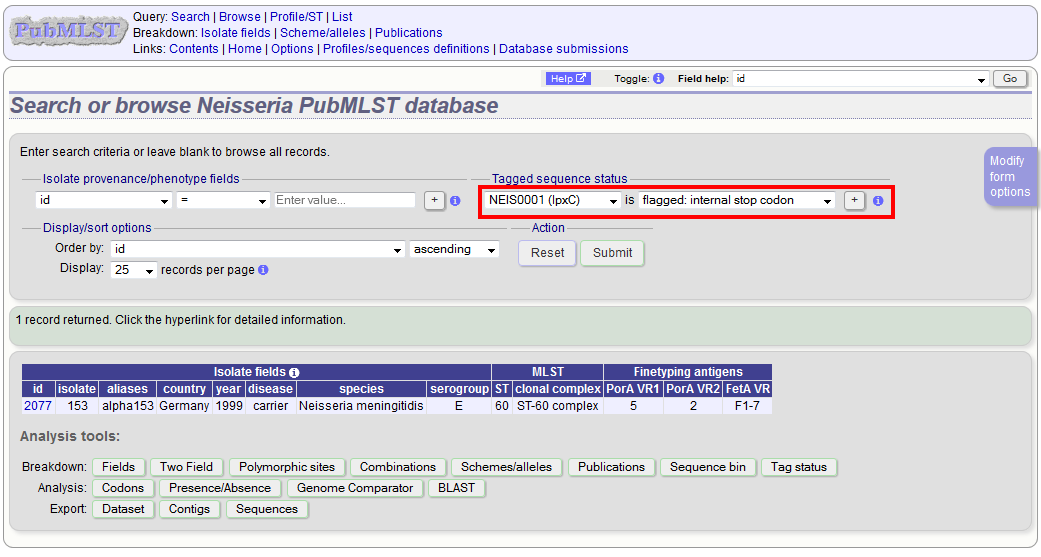 PubMLST
Query: Search | Browse | Profile/ST | List
Breakdown: Isolate fields | Scheme/alleles | Publications
Links: Contents | Home | Options | Profiles/sequences definitions | Database submissions
Help Toggle: i Field help: id Go
Search or browse Neisseria PubMLST database
Enter search criteria or leave blank to browse all records.
Modify form options
Isolate provenance/phenotype fields
id = Enter value... + i
Tagged sequence status
NEIS0001 (lpxC) is flagged: internal stop codon + i
Display/sort options
Order by: id ascending
Display: 25 records per page i
Action
Reset Submit
1 record returned. Click the hyperlink for detailed information.
Isolate fields i MLST Finetyping antigens
id isolate aliases country year disease species serogroup ST clonal complex PorA VR1 PorA VR2 FetA VR
2077 153 alpha153 Germany 1999 carrier Neisseria meningitidis E 60 ST-60 complex 5 2 F1-7
Analysis tools:
Breakdown: Fields Two Field Polymorphic sites Combinations Schemes/alleles Publications Sequence bin Tag status
Analysis: Codons Presence/Absence Genome Comparator BLAST
Export: Dataset Contigs Sequences